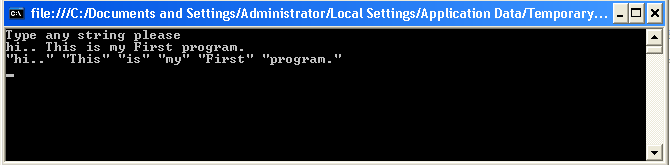 file:///C:/Documents and Settings/Administrator/Local Settings/Application Data/Temporary...
Type any string please
hi.. This is my First program.
"hi.." "This" "is" "my" "First" "program."